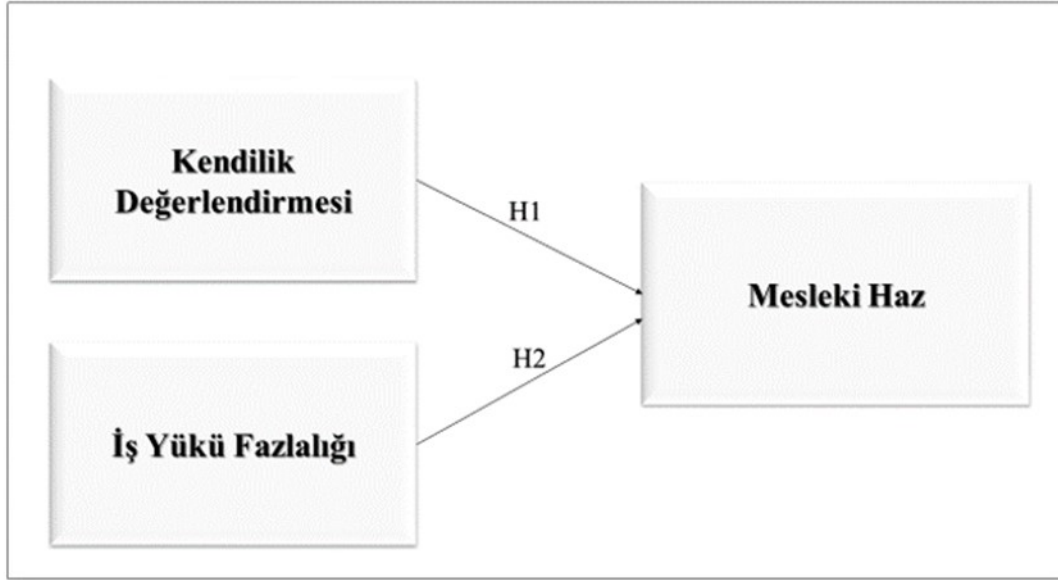 Kendilik
Değerlendirmesi
H1
Mesleki Haz
H2
İş Yükü Fazlalığı